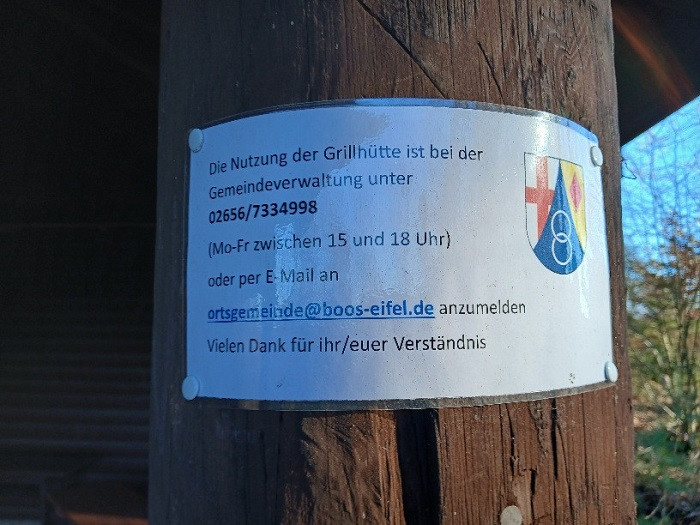 Die Nutzung der Grillhütte ist bei der
Gemeindeverwaltung unter
02656/7334998
(Mo-Fr zwischen 15 und 18 Uhr)
oder per E-Mail an
ortsgemeinde@boos-eifel.de anzumelden
Vielen Dank für ihr/euer Verständnis